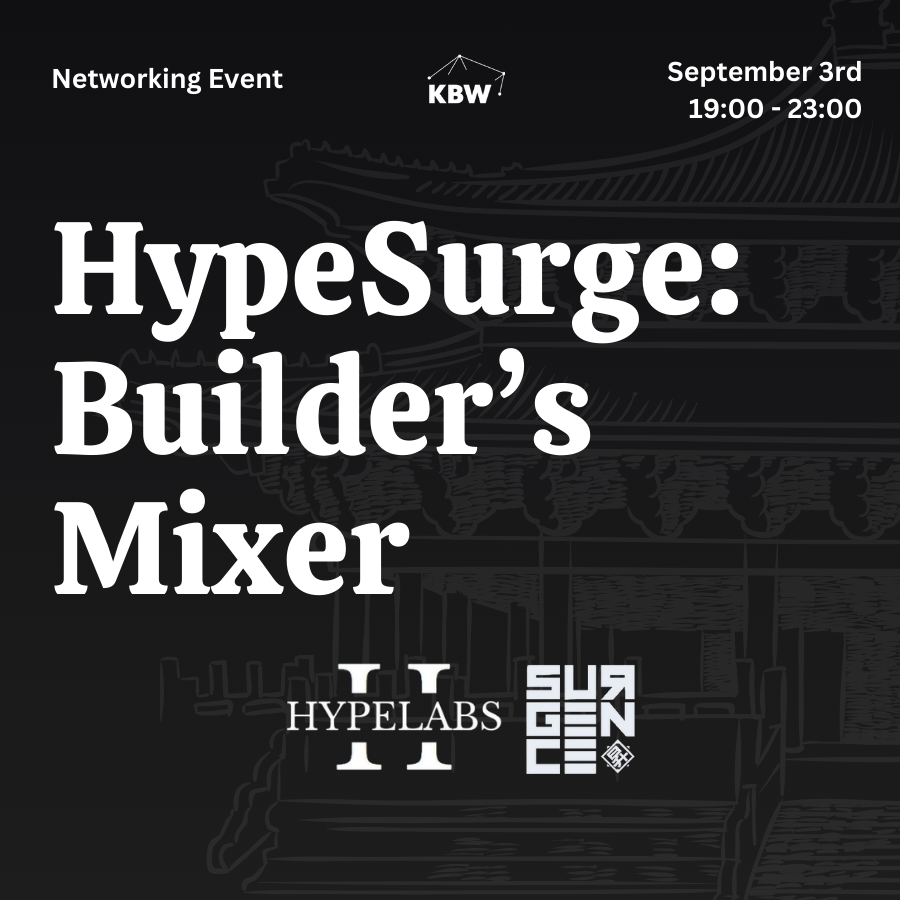 Networking Event
KBW
September 3rd
19:00 - 23:00
HypeSurge:
Builder’s
Mixer
H
HYPELABS
SUR
GEN
CE